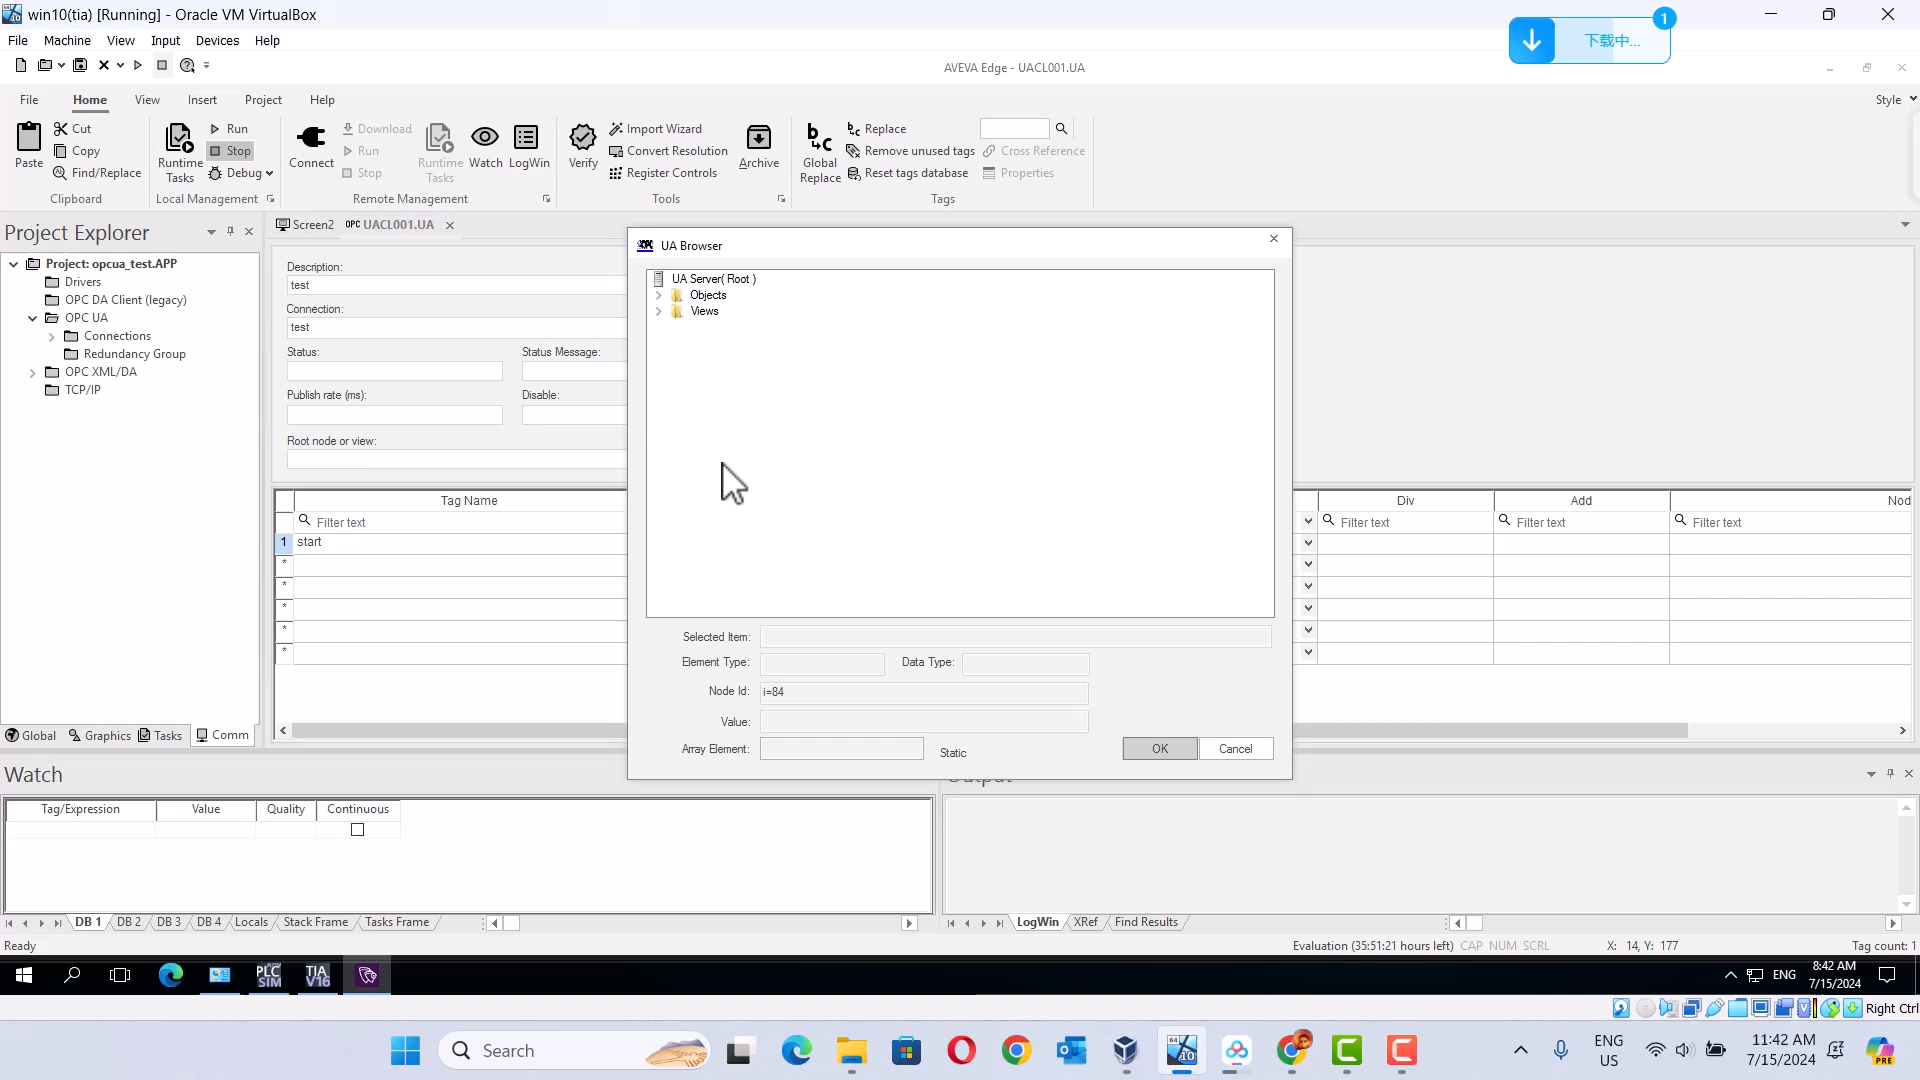 win10(tia) [Running] - Oracle VM VirtualBox
File Machine View Input Devices Help
1
下载中...
AVEVA Edge - UACL001.UA
File Home View Insert Project Help Style
Paste Cut Copy Find/Replace
Clipboard
Runtime Tasks Run Stop Debug
Local Management
Connect Download Run Stop Runtime Tasks Watch LogWin
Remote Management
Verify Import Wizard Convert Resolution Register Controls Archive
Tools
Global Replace Replace Remove unused tags Reset tags database Cross Reference Properties
Tags
Project Explorer
Project: opcua_test.APP
Drivers
OPC DA Client (legacy)
OPC UA
Connections
Redundancy Group
OPC XML/DA
TCP/IP
Global Graphics Tasks Comm
Screen2 OPC UACL001.UA
Description:
test
Connection:
test
Status: Status Message:
Publish rate (ms): Disable:
Root node or view:
Tag Name Div Add Nod
Filter text Filter text Filter text Filter text
1 start
*
*
*
*
*
UA Browser
UA Server( Root )
Objects
Views
Selected Item:
Element Type: Data Type:
Node Id: i=84
Value:
Array Element: Static OK Cancel
Watch
Tag/Expression Value Quality Continuous
DB 1 DB 2 DB 3 DB 4 Locals Stack Frame Tasks Frame
LogWin XRef Find Results
Ready Evaluation (35:51:21 hours left) CAP NUM SCRL X: 14, Y: 177 Tag count: 1
PLC SIM TIA V16 ENG 8:42 AM 7/15/2024
Right Ctrl
Search ENG US 11:42 AM 7/15/2024